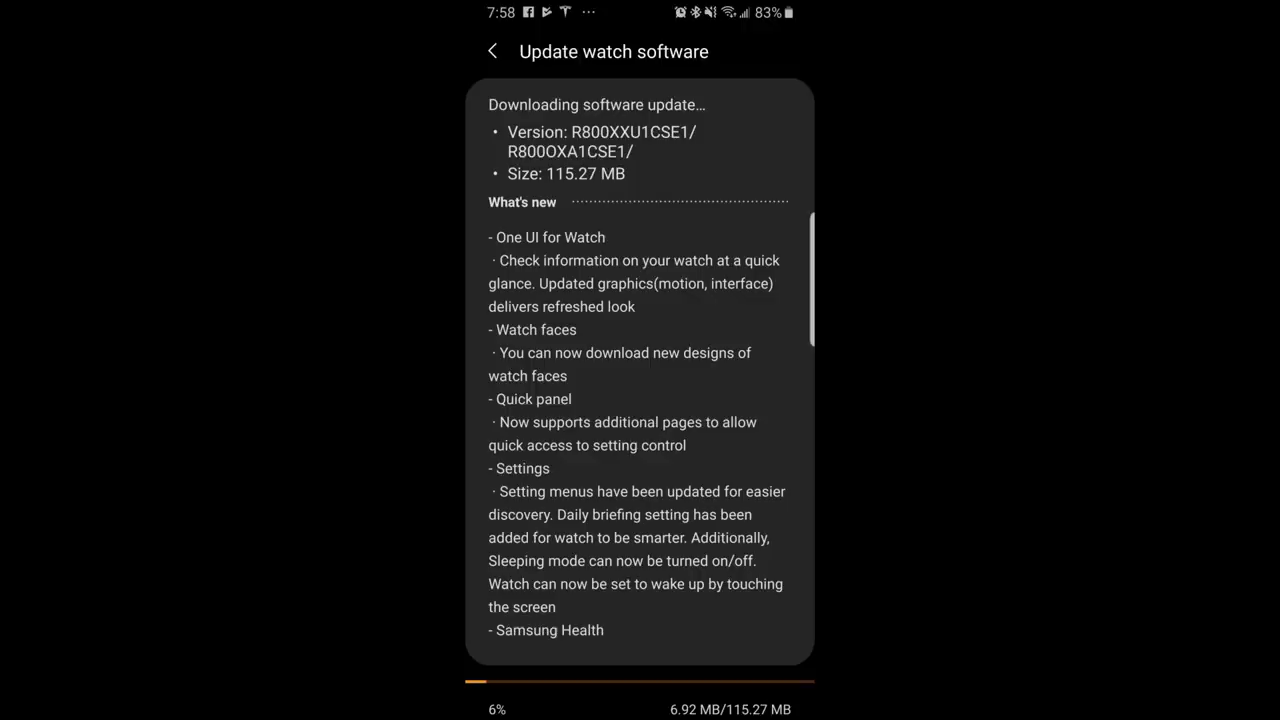 7:58 83%
Update watch software
Downloading software update...
• Version: R800XXU1CSE1/
R800OXA1CSE1/
• Size: 115.27 MB
What's new
- One UI for Watch
· Check information on your watch at a quick
glance. Updated graphics(motion, interface)
delivers refreshed look
- Watch faces
· You can now download new designs of
watch faces
- Quick panel
· Now supports additional pages to allow
quick access to setting control
- Settings
· Setting menus have been updated for easier
discovery. Daily briefing setting has been
added for watch to be smarter. Additionally,
Sleeping mode can now be turned on/off.
Watch can now be set to wake up by touching
the screen
- Samsung Health
6% 6.92 MB/115.27 MB